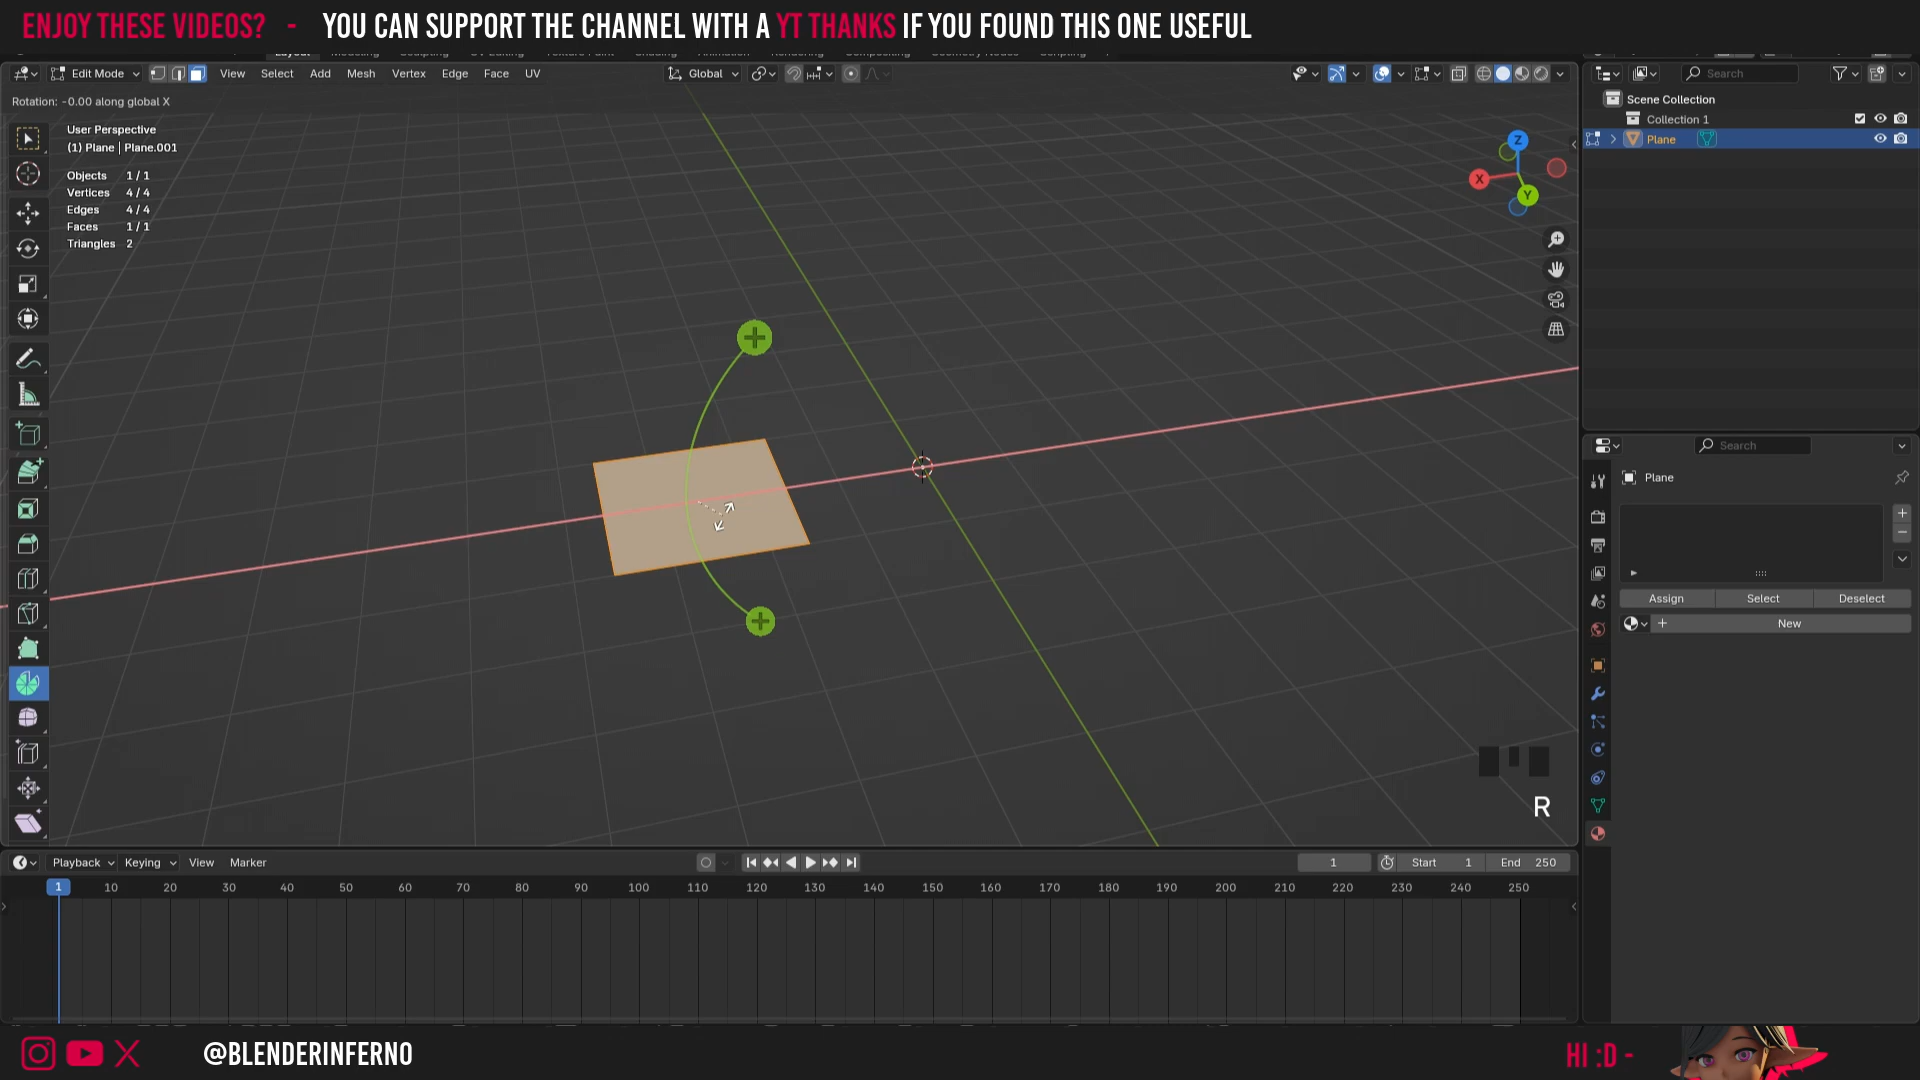 ENJOY THESE VIDEOS? - YOU CAN SUPPORT THE CHANNEL WITH A YT THANKS IF YOU FOUND THIS ONE USEFUL
Edit Mode View Select Add Mesh Vertex Edge Face UV Global Search
Rotation: -0.00 along global X
Scene Collection
Collection 1
Plane
User Perspective
(1) Plane | Plane.001
Objects 1 / 1
Vertices 4 / 4
Edges 4 / 4
Faces 1 / 1
Triangles 2
Z
X
Y
Search
Plane
Assign Select Deselect
New
R
Playback Keying View Marker 1 Start 1 End 250
1 10 20 30 40 50 60 70 80 90 100 110 120 130 140 150 160 170 180 190 200 210 220 230 240 250
@BLENDERINFERNO
HI :D -